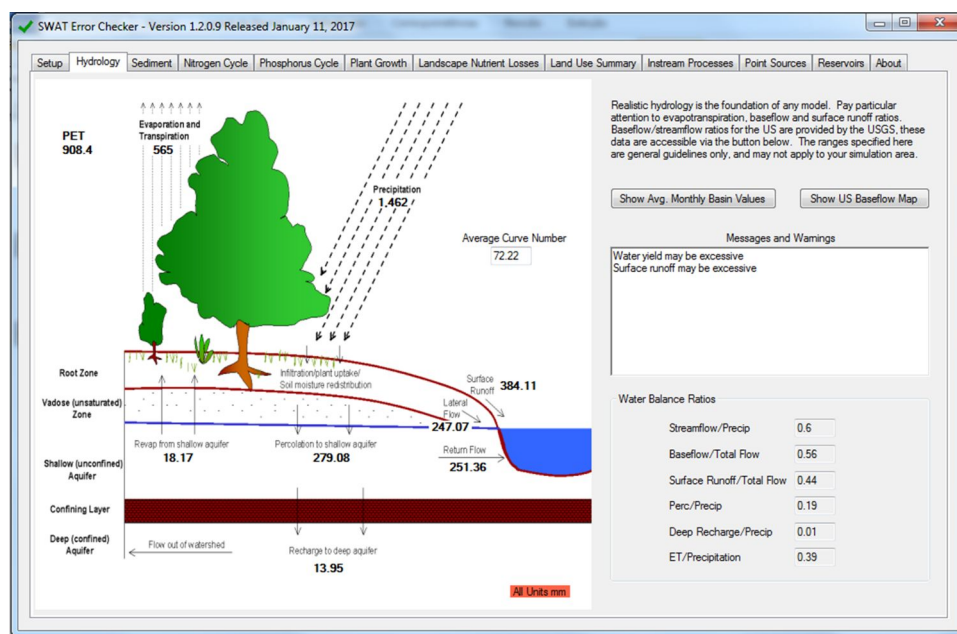 SWAT Error Checker - Version 1.2.0.9 Released January 11, 2017
Setup
Hydrology
Sediment
Nitrogen Cycle
Phosphorus Cycle
Plant Growth
Landscape Nutrient Losses
Land Use Summary
Instream Processes
Point Sources
Reservoirs
About
PET
908.4
Evaporation and
Transpiration
565
Precipitation
1,462
Average Curve Number
72.22
Root Zone
Infiltration/plant uptake/
Soil moisture redistribution
Surface
Runoff
384.11
Vadose (unsaturated)
Zone
Lateral
Flow
247.07
Revap from shallow aquifer
18.17
Percolation to shallow aquifer
279.08
Return Flow
251.36
Shallow (unconfined)
Aquifer
Confining Layer
Deep (confined)
Aquifer
Flow out of watershed
Recharge to deep aquifer
13.95
All Units mm
Realistic hydrology is the foundation of any model. Pay particular
attention to evapotranspiration, baseflow and surface runoff ratios.
Baseflow/streamflow ratios for the US are provided by the USGS, these
data are accessible via the button below. The ranges specified here
are general guidelines only, and may not apply to your simulation area.
Show Avg. Monthly Basin Values
Show US Baseflow Map
Messages and Warnings
Water yield may be excessive
Surface runoff may be excessive
Water Balance Ratios
Streamflow/Precip 0.6
Baseflow/Total Flow 0.56
Surface Runoff/Total Flow 0.44
Perc/Precip 0.19
Deep Recharge/Precip 0.01
ET/Precipitation 0.39